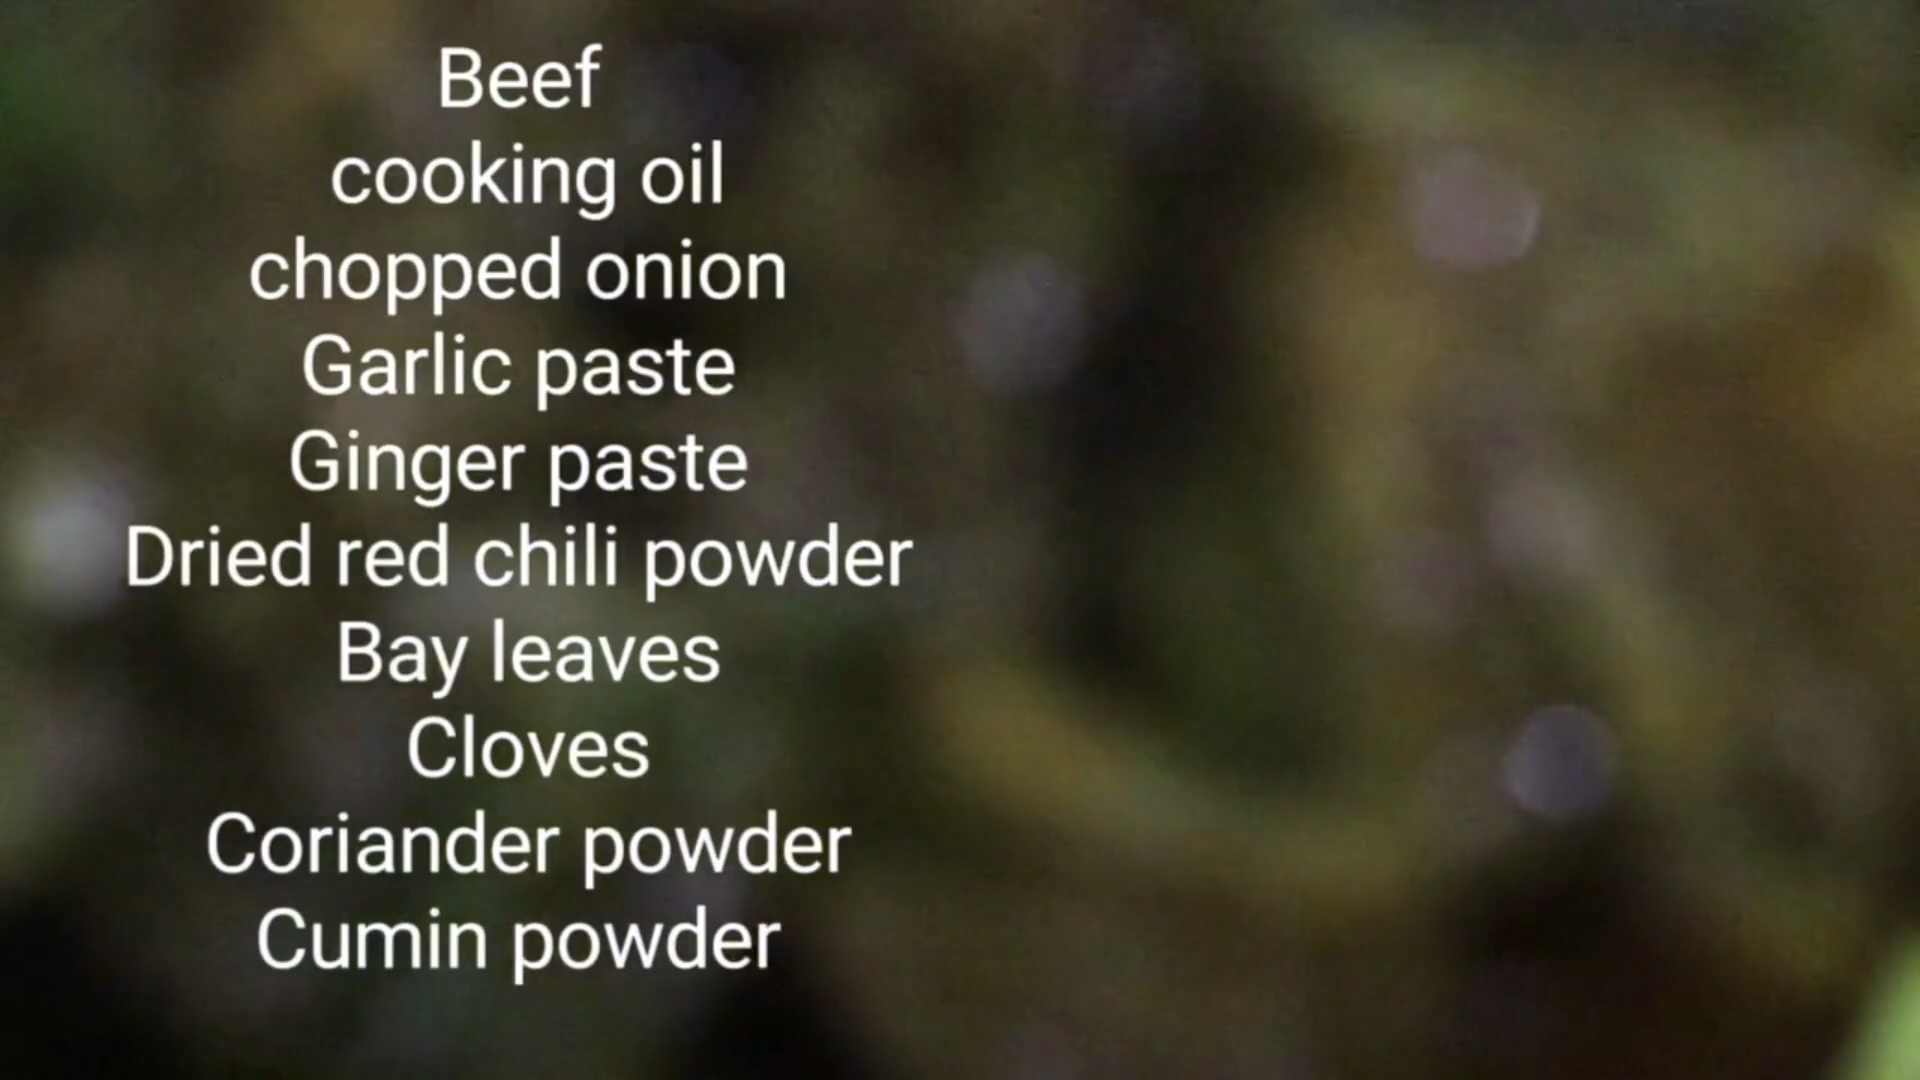 Beef
cooking oil
chopped onion
Garlic paste
Ginger paste
Dried red chili powder
Bay leaves
Cloves
Coriander powder
Cumin powder